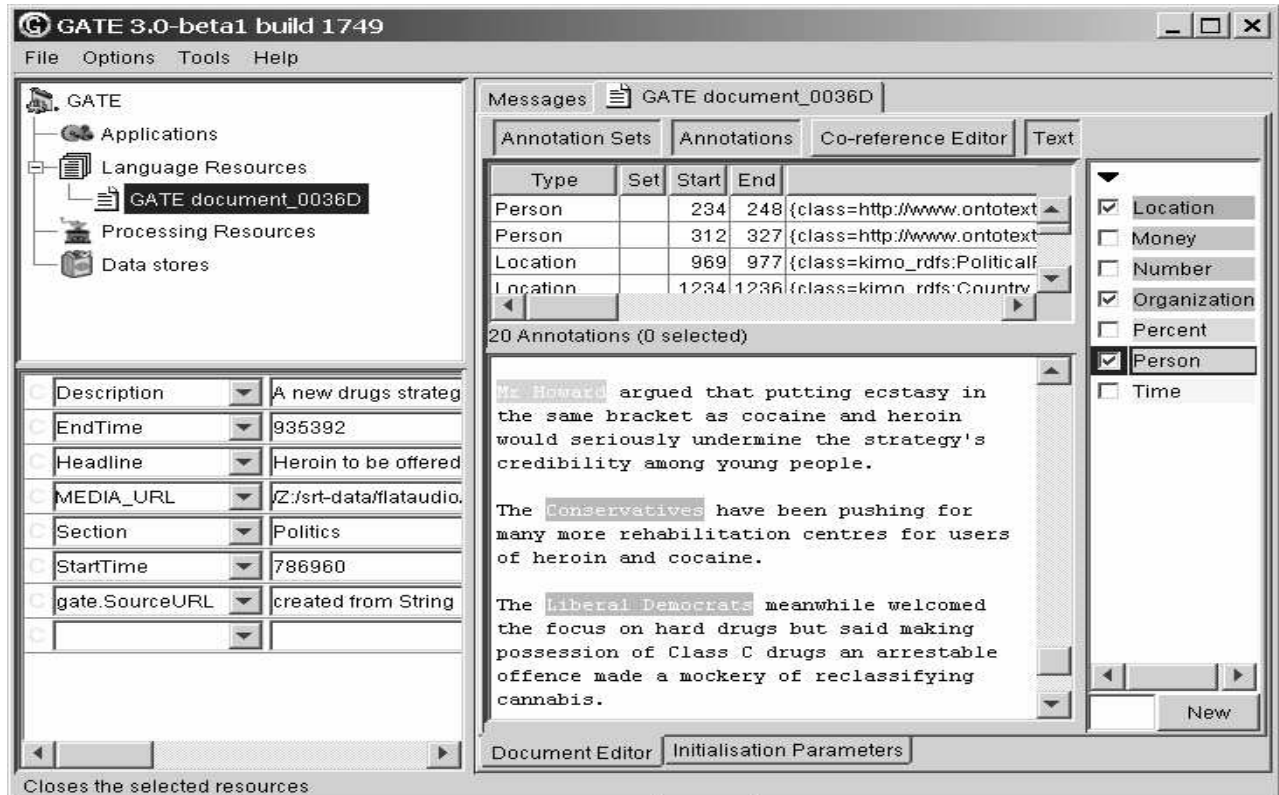 GATE 3.0-beta1 build 1749
File Options Tools Help
GATE
Applications
Language Resources
GATE document_0036D
Processing Resources
Data stores
Description A new drugs strateg
EndTime 935392
Headline Heroin to be offered
MEDIA_URL /Z:/srt-data/flataudio.
Section Politics
StartTime 786960
gate.SourceURL created from String
Messages GATE document_0036D
Annotation Sets Annotations Co-reference Editor Text
Type Set Start End
Person 234 248 {class=http://www.ontotext
Person 312 327 {class=http://www.ontotext
Location 969 977 {class=kimo_rdfs:PoliticalF
Location 1234 1236 {class=kimo_rdfs:Country
20 Annotations (0 selected)
Mr Howard argued that putting ecstasy in
the same bracket as cocaine and heroin
would seriously undermine the strategy's
credibility among young people.
The Conservatives have been pushing for
many more rehabilitation centres for users
of heroin and cocaine.
The Liberal Democrats meanwhile welcomed
the focus on hard drugs but said making
possession of Class C drugs an arrestable
offence made a mockery of reclassifying
cannabis.
Location
Money
Number
Organization
Percent
Person
Time
New
Document Editor Initialisation Parameters
Closes the selected resources